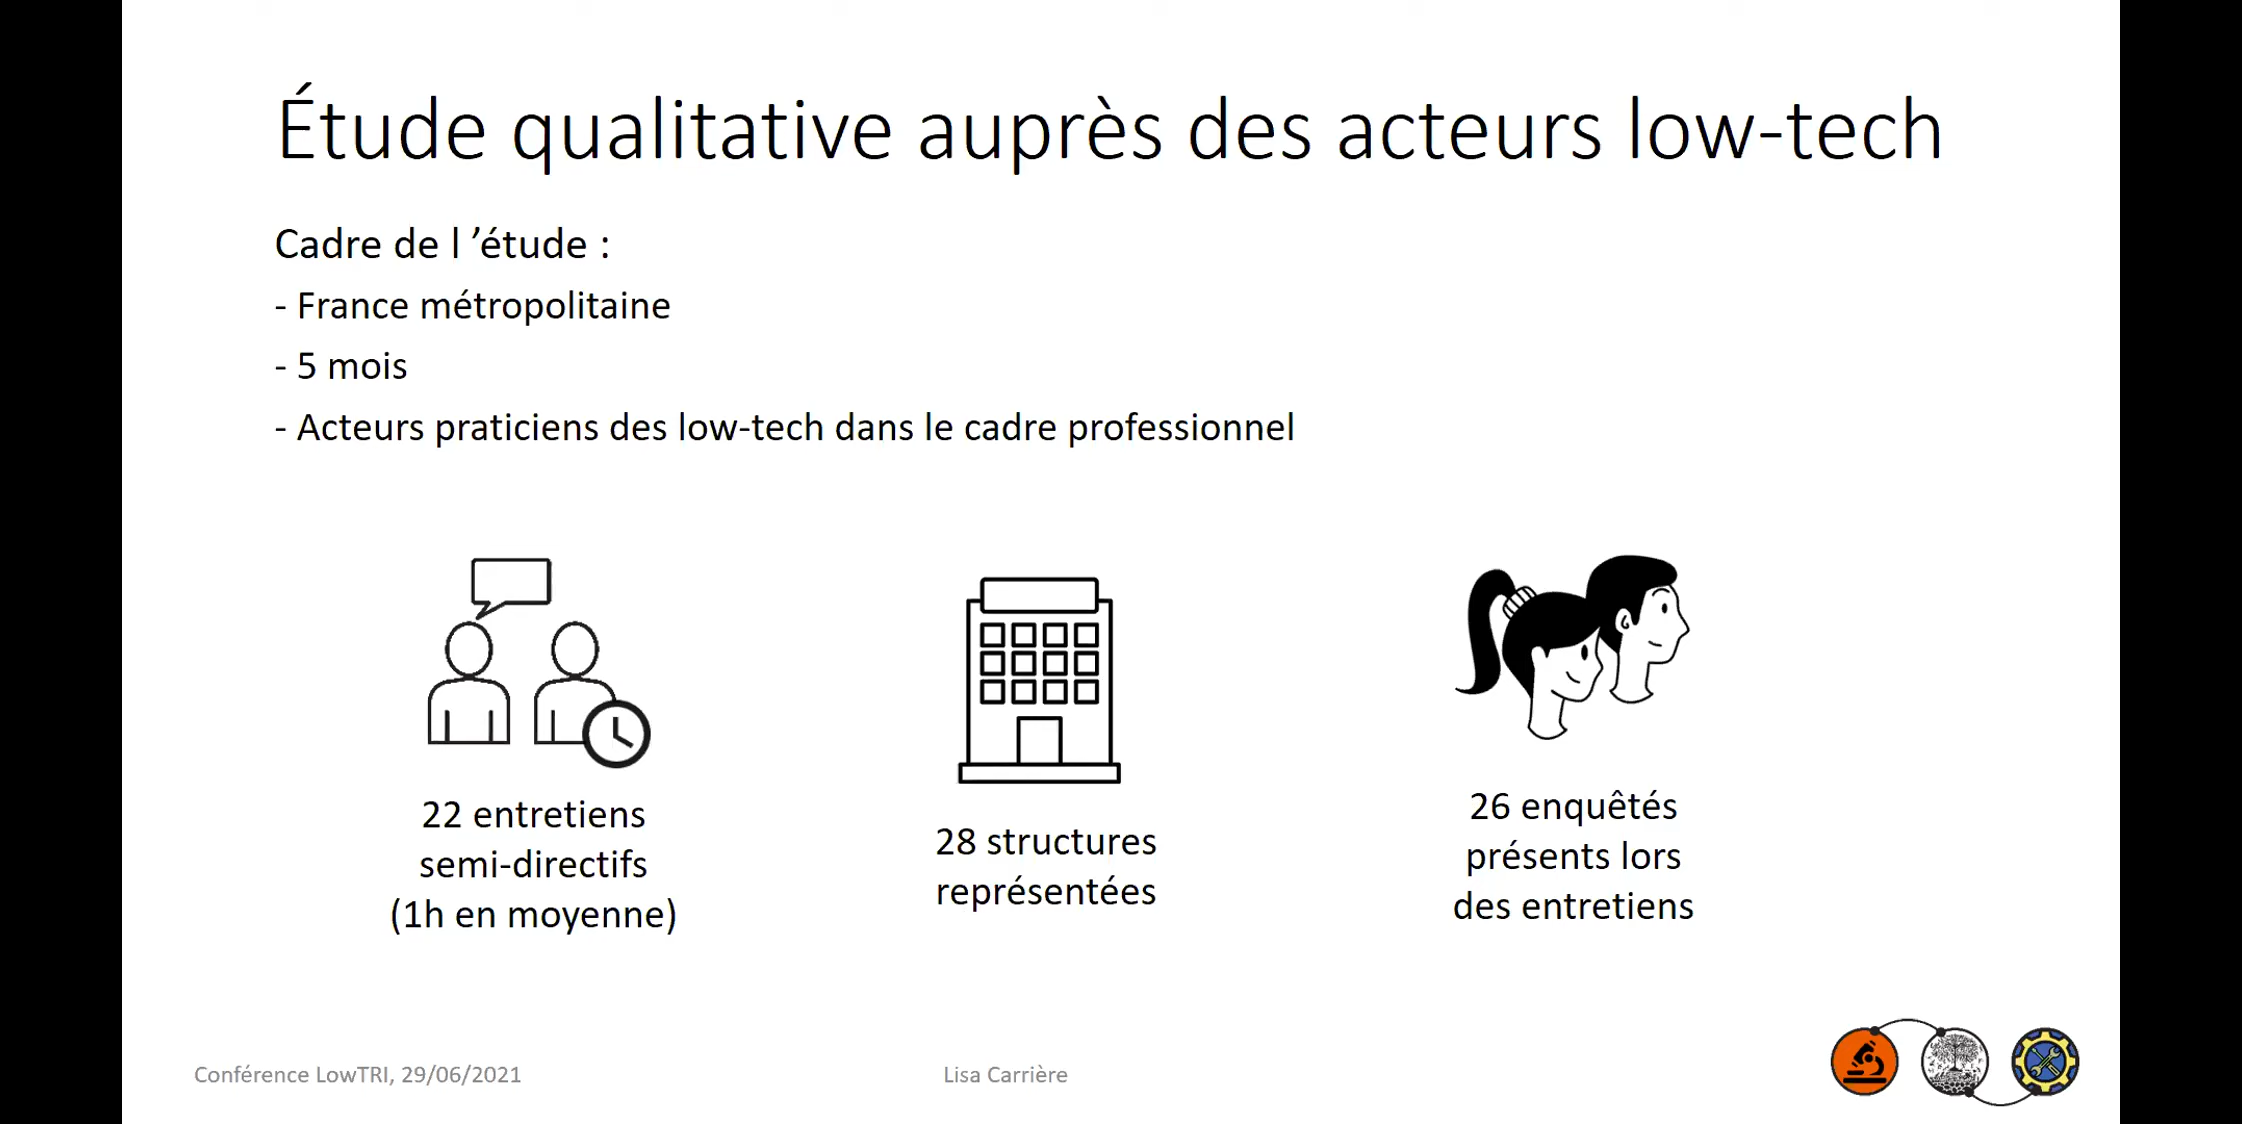 Étude qualitative auprès des acteurs low-tech
Cadre de l ’étude :
- France métropolitaine
- 5 mois
- Acteurs praticiens des low-tech dans le cadre professionnel
22 entretiens
semi-directifs
(1h en moyenne)
28 structures
représentées
26 enquêtés
présents lors
des entretiens
Conférence LowTRI, 29/06/2021
Lisa Carrière